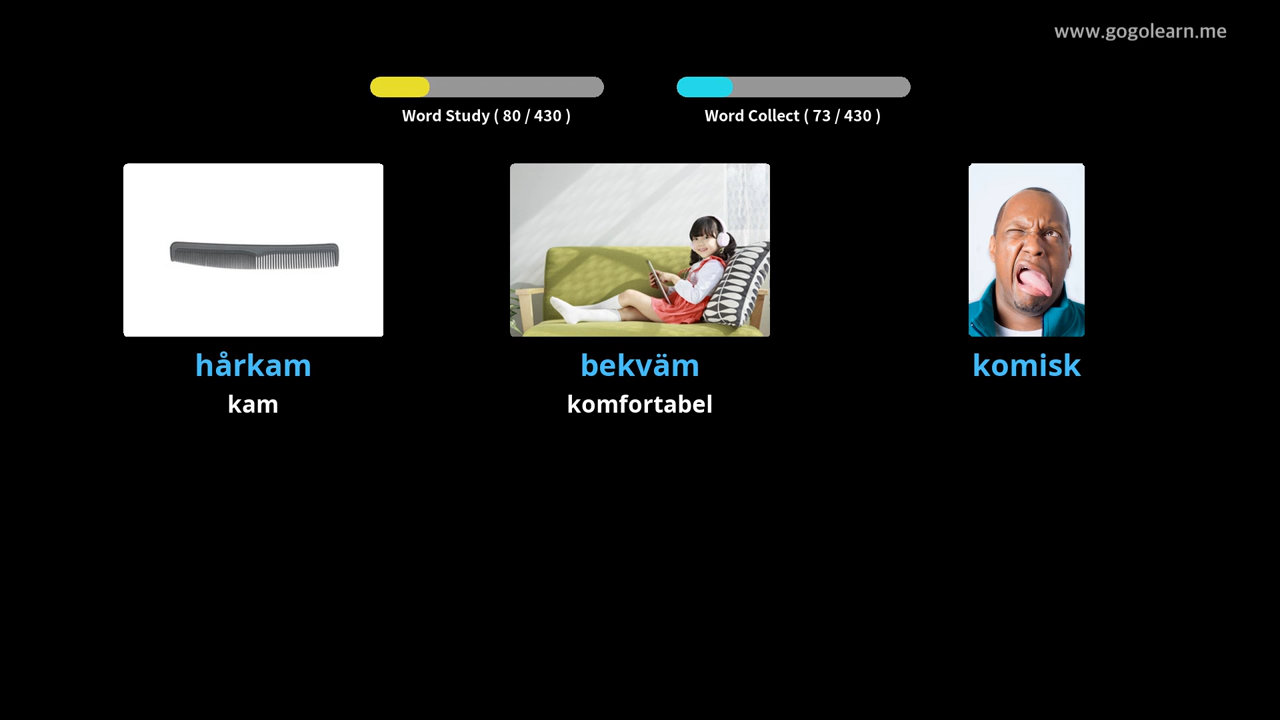 www.gogolearn.me
Word Study ( 80 / 430 )
Word Collect ( 73 / 430 )
hårkam
kam
bekväm
komfortabel
komisk